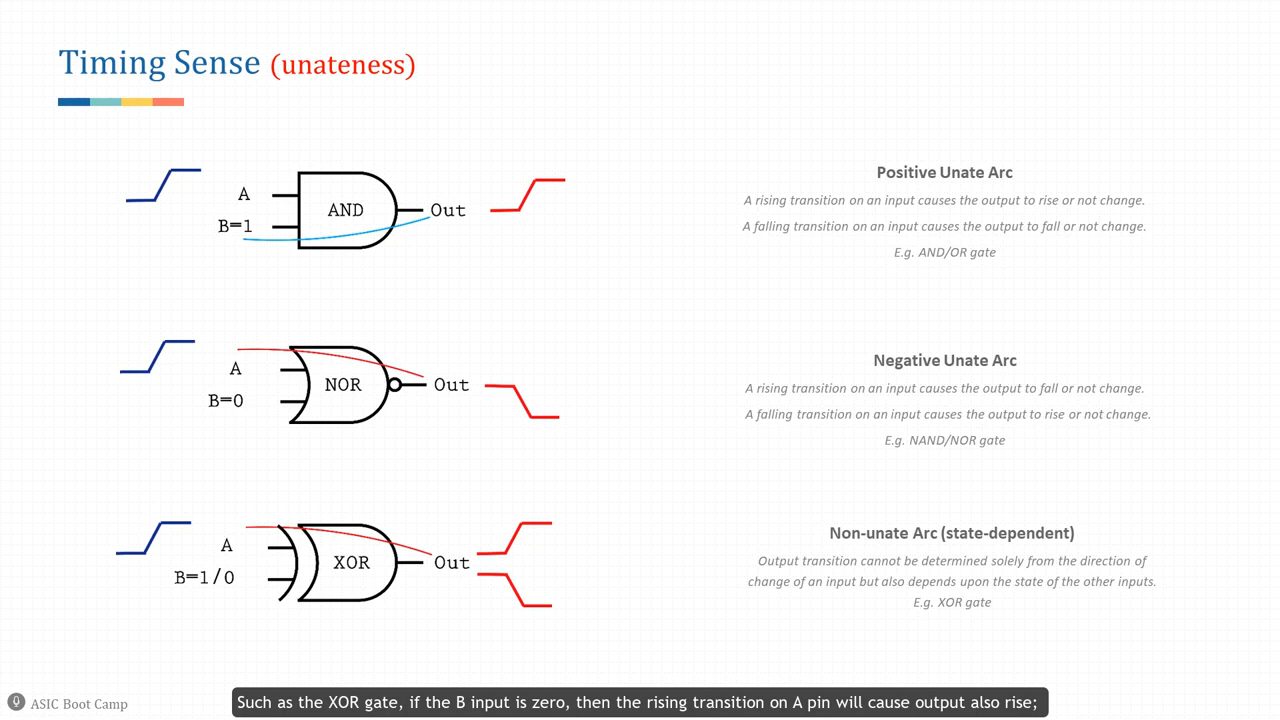 Timing Sense (unateness)
A
B=1
AND
Out
Positive Unate Arc
A rising transition on an input causes the output to rise or not change.
A falling transition on an input causes the output to fall or not change.
E.g. AND/OR gate
A
B=0
NOR
Out
Negative Unate Arc
A rising transition on an input causes the output to fall or not change.
A falling transition on an input causes the output to rise or not change.
E.g. NAND/NOR gate
A
B=1/0
XOR
Out
Non-unate Arc (state-dependent)
Output transition cannot be determined solely from the direction of
change of an input but also depends upon the state of the other inputs.
E.g. XOR gate
ASIC Boot Camp
Such as the XOR gate, if the B input is zero, then the rising transition on A pin will cause output also rise;